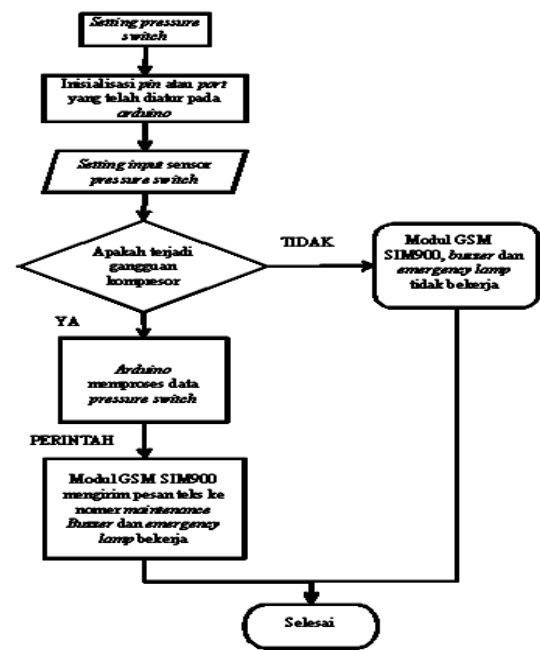 Setting pressure
switch
Inisialisasi pin atau port
yang telah diatur pada
arduino
Setting input sensor
pressure switch
Apakah terjadi
gangguan
kompresor
TIDAK
Modul GSM
SIM900, buzzer dan
emergency lamp
tidak bekerja
YA
Arduino
memproses data
pressure switch
PERINTAH
Modul GSM SIM900
mengirim pesan teks ke
nomer maintenance
Buzzer dan emergency
lamp bekerja
Selesai